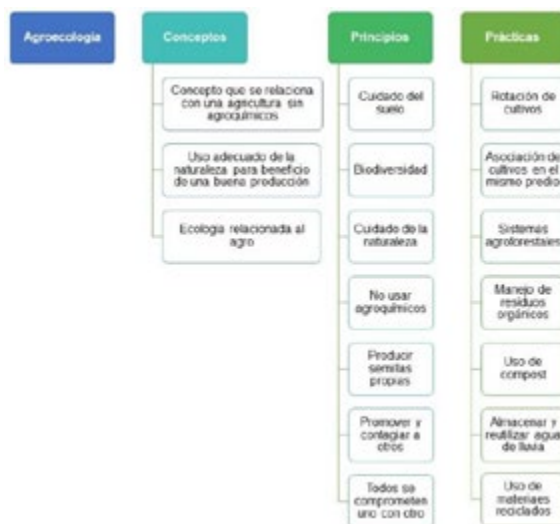 Agroecología
Conceptos
Concepto que se relaciona
con una agricultura sin
agroquímicos
Uso adecuado de la
naturaleza para beneficio
de una buena producción
Ecología relacionada al
agro
Principios
Cuidado del
suelo
Biodiversidad
Cuidado de la
naturaleza
No usar
agroquímicos
Producir
semillas
propias
Promover y
contagiar a
otros
Todos se
comprometen
uno con otro
Prácticas
Rotación de
cultivos
Asociación de
cultivos en el
mismo predio
Sistemas
agroforestales
Manejo de
residuos
orgánicos
Uso de
compost
Almacenar y
reutilizar agua
de lluvia
Uso de
materiaes
reciclados